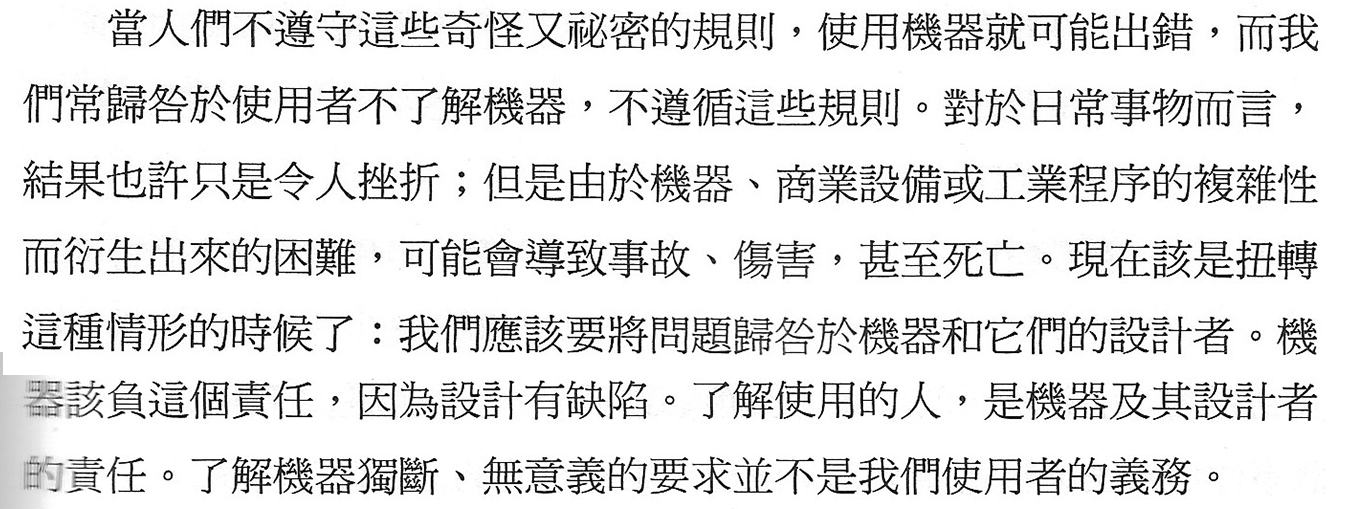 當人們不遵守這些奇怪又祕密的規則，使用機器就可能出錯，而我
們常歸咎於使用者不了解機器，不遵循這些規則。對於日常事物而言，
結果也許只是令人挫折；但是由於機器、商業設備或工業程序的複雜性
而衍生出來的困難，可能會導致事故、傷害，甚至死亡。現在該是扭轉
這種情形的時候了：我們應該要將問題歸咎於機器和它們的設計者。機
器該負這個責任，因為設計有缺陷。了解使用的人，是機器及其設計者
的責任。了解機器獨斷、無意義的要求並不是我們使用者的義務。